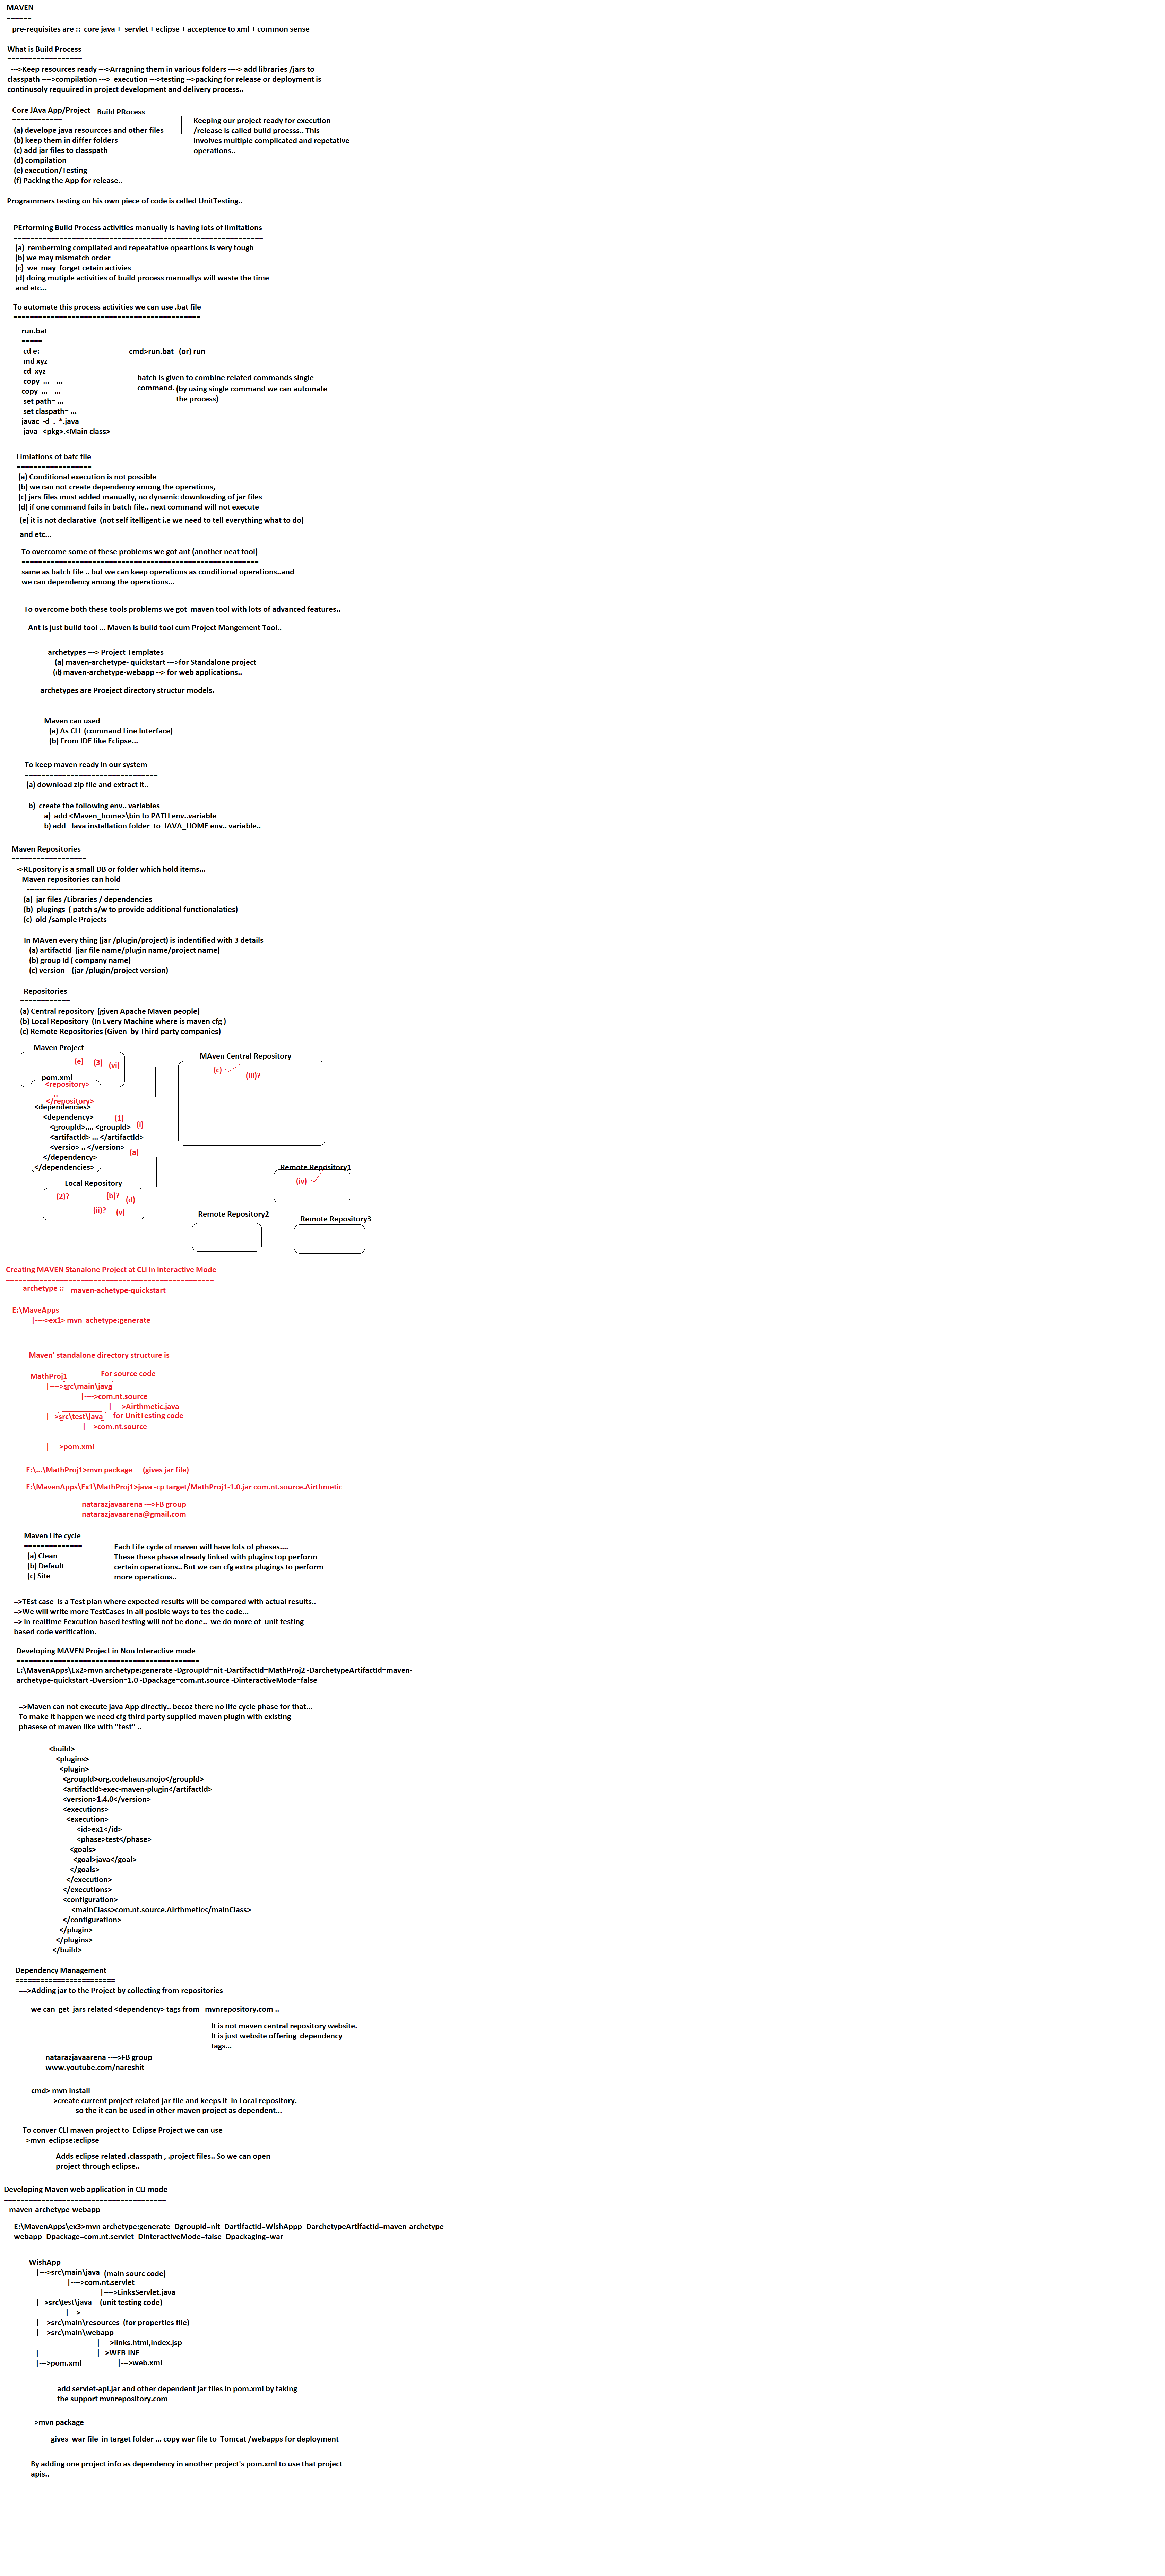 MAVEN
======
pre-requisites are :: core java + servlet + eclipse + acceptence to xml + common sense
What is Build Process
==================
--->Keep resources ready --->Arragning them in various folders ----> add libraries /jars to
classpath ---->compilation ---> execution --->testing -->packing for release or deployment is
continusoly requuired in project development and delivery process..
Core JAva App/Project Build PRocess
============
(a) develope java resourcces and other files
(b) keep them in differ folders
(c) add jar files to classpath
(d) compilation
(e) execution/Testing
(f) Packing the App for release..
Keeping our project ready for execution
/release is called build proesss.. This
involves multiple complicated and repetative
operations..
Programmers testing on his own piece of code is called UnitTesting..
PErforming Build Process activities manually is having lots of limitations
============================================================
(a) remberming compilated and repeatative opeartions is very tough
(b) we may mismatch order
(c) we may forget cetain activies
(d) doing mutiple activities of build process manuallys will waste the time
and etc...
To automate this process activities we can use .bat file
=============================================
run.bat
=====
cd e:
md xyz
cd xyz
copy ... ...
copy ... ...
set path= ...
set claspath= ...
javac -d . *.java
java <pkg>.<Main class>
cmd>run.bat (or) run
batch is given to combine related commands single
command. (by using single command we can automate
the process)
Limiations of batc file
==================
(a) Conditional execution is not possible
(b) we can not create dependency among the operations,
(c) jars files must added manually, no dynamic downloading of jar files
(d) if one command fails in batch file.. next command will not execute
(e) it is not declarative (not self itelligent i.e we need to tell everything what to do)
and etc...
To overcome some of these problems we got ant (another neat tool)
=========================================================
same as batch file .. but we can keep operations as conditional operations..and
we can dependency among the operations...
To overcome both these tools problems we got maven tool with lots of advanced features..
Ant is just build tool ... Maven is build tool cum Project Mangement Tool..
archetypes ---> Project Templates
(a) maven-archetype- quickstart --->for Standalone project
maven-archetype-webapp --> for web applications..
archetypes are Proeject directory structur models.
Maven can used
(a) As CLI (command Line Interface)
(b) From IDE like Eclipse...
To keep maven ready in our system
================================
(a) download zip file and extract it..
b) create the following env.. variables
a) add <Maven_home>\bin to PATH env..variable
b) add Java installation folder to JAVA_HOME env.. variable..
Maven Repositories
==================
->REpository is a small DB or folder which hold items...
Maven repositories can hold
--------------------------------------
(a) jar files /Libraries / dependencies
(b) plugings ( patch s/w to provide additional functionalaties)
(c) old /sample Projects
In MAven every thing (jar /plugin/project) is indentified with 3 details
(a) artifactId (jar file name/plugin name/project name)
(b) group Id ( company name)
(c) version (jar /plugin/project version)
Repositories
============
(a) Central repository (given Apache Maven people)
(b) Local Repository (In Every Machine where is maven cfg )
(c) Remote Repositories (Given by Third party companies)
Maven Project
(e) (3) (vi)
pom.xml
<repository>
</repository>
<dependencies>
<dependency> (1)
<groupId>.... <groupId> (i)
<artifactId> ... </artifactId>
<versio> .. </version> (a)
</dependency>
</dependencies>
Local Repository
(2)? (b)? (d)
(ii)? (v)
MAven Central Repository
(c)
(iii)?
Remote Repository1
(iv)
Remote Repository2
Remote Repository3
Creating MAVEN Stanalone Project at CLI in Interactive Mode
==================================================
archetype :: maven-achetype-quickstart
E:\MaveApps
|---->ex1> mvn achetype:generate
Maven' standalone directory structure is
MathProj1 For source code
|---->src\main\java
|---->com.nt.source
|---->Airthmetic.java
|-->src\test\java for UnitTesting code
|--->com.nt.source
|---->pom.xml
E:\...\MathProj1>mvn package (gives jar file)
E:\MavenApps\Ex1\MathProj1>java -cp target/MathProj1-1.0.jar com.nt.source.Airthmetic
natarazjavaarena --->FB group
natarazjavaarena@gmail.com
Maven Life cycle
==============
(a) Clean
(b) Default
(c) Site
Each Life cycle of maven will have lots of phases....
These these phase already linked with plugins top perform
certain operations.. But we can cfg extra plugings to perform
more operations..
=>TEst case is a Test plan where expected results will be compared with actual results..
=>We will write more TestCases in all posible ways to tes the code...
=> In realtime Eexcution based testing will not be done.. we do more of unit testing
based code verification.
Developing MAVEN Project in Non Interactive mode
============================================
E:\MavenApps\Ex2>mvn archetype:generate -DgroupId=nit -DartifactId=MathProj2 -DarchetypeArtifactId=maven-
archetype-quickstart -Dversion=1.0 -Dpackage=com.nt.source -DinteractiveMode=false
=>Maven can not execute java App directly.. becoz there no life cycle phase for that...
To make it happen we need cfg third party supplied maven plugin with existing
phasese of maven like with "test" ..
<build>
<plugins>
<plugin>
<groupId>org.codehaus.mojo</groupId>
<artifactId>exec-maven-plugin</artifactId>
<version>1.4.0</version>
<executions>
<execution>
<id>ex1</id>
<phase>test</phase>
<goals>
<goal>java</goal>
</goals>
</execution>
</executions>
<configuration>
<mainClass>com.nt.source.Airthmetic</mainClass>
</configuration>
</plugin>
</plugins>
</build>
Dependency Management
========================
==>Adding jar to the Project by collecting from repositories
we can get jars related <dependency> tags from mvnrepository.com ..
It is not maven central repository website.
It is just website offering dependency
tags...
natarazjavaarena ---->FB group
www.youtube.com/nareshit
cmd> mvn install
-->create current project related jar file and keeps it in Local repository.
so the it can be used in other maven project as dependent...
To conver CLI maven project to Eclipse Project we can use
>mvn eclipse:eclipse
Adds eclipse related .classpath , .project files.. So we can open
project through eclipse..
Developing Maven web application in CLI mode
=======================================
maven-archetype-webapp
E:\MavenApps\ex3>mvn archetype:generate -DgroupId=nit -DartifactId=WishAppp -DarchetypeArtifactId=maven-archetype-
webapp -Dpackage=com.nt.servlet -DinteractiveMode=false -Dpackaging=war
WishApp
|--->src\main\java (main sourc code)
|---->com.nt.servlet
|---->LinksServlet.java
|-->src\test\java (unit testing code)
|--->
|--->src\main\resources (for properties file)
|--->src\main\webapp
|---->links.html,index.jsp
| |-->WEB-INF
|--->pom.xml |--->web.xml
add servlet-api.jar and other dependent jar files in pom.xml by taking
the support mvnrepository.com
>mvn package
gives war file in target folder ... copy war file to Tomcat /webapps for deployment
By adding one project info as dependency in another project's pom.xml to use that project
apis..